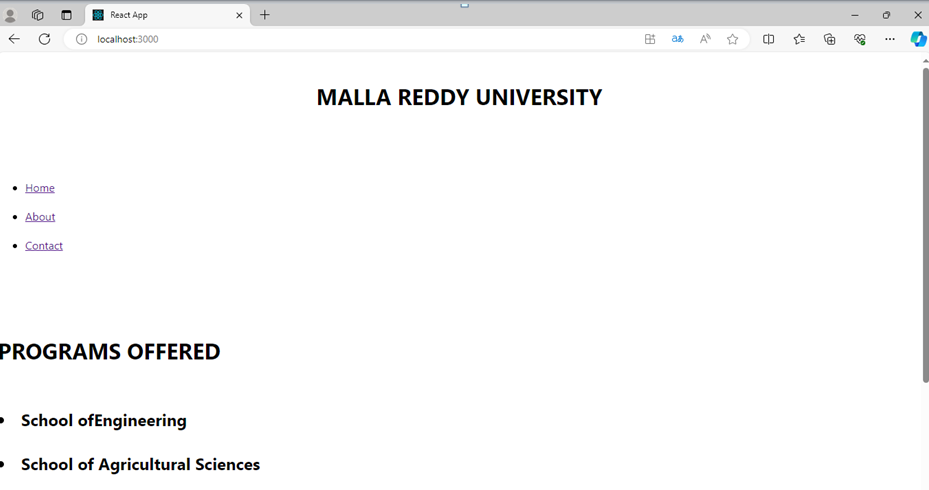 React App
localhost:3000
MALLA REDDY UNIVERSITY
Home
About
Contact
PROGRAMS OFFERED
School ofEngineering
School of Agricultural Sciences